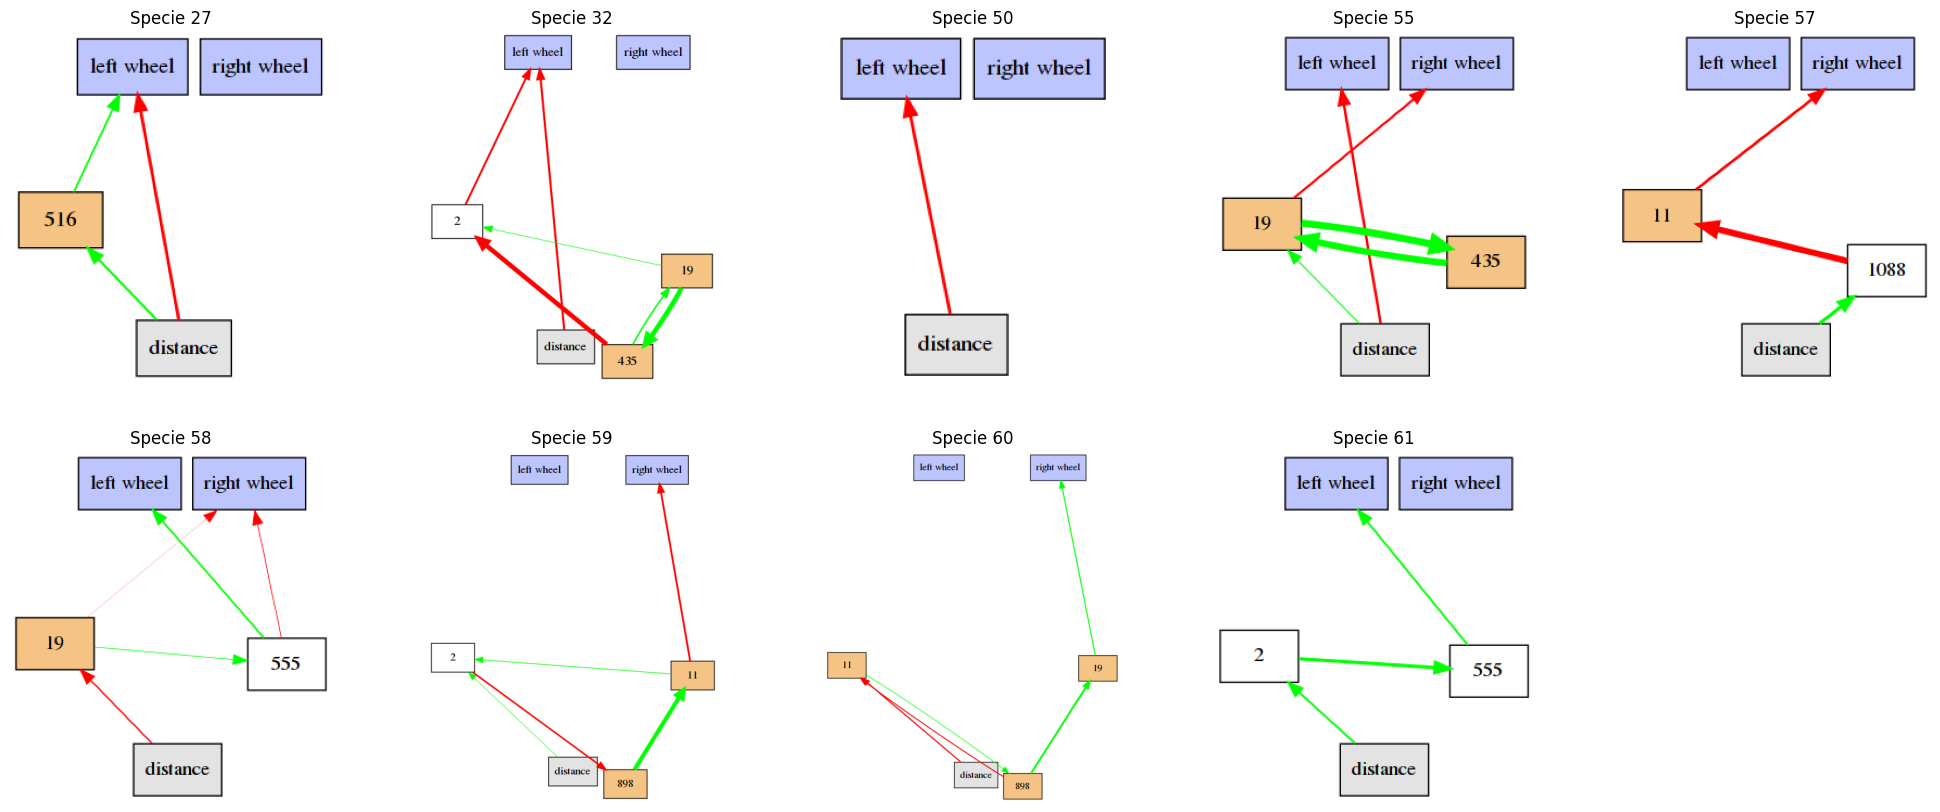 Specie 27
left wheel
right wheel
516
distance
Specie 32
left wheel
right wheel
2
19
distance
435
Specie 50
left wheel
right wheel
distance
Specie 55
left wheel
right wheel
19
435
distance
Specie 57
left wheel
right wheel
11
1088
distance
Specie 58
left wheel
right wheel
19
555
distance
Specie 59
left wheel
right wheel
2
11
distance
898
Specie 60
left wheel
right wheel
11
19
distance
898
Specie 61
left wheel
right wheel
2
555
distance